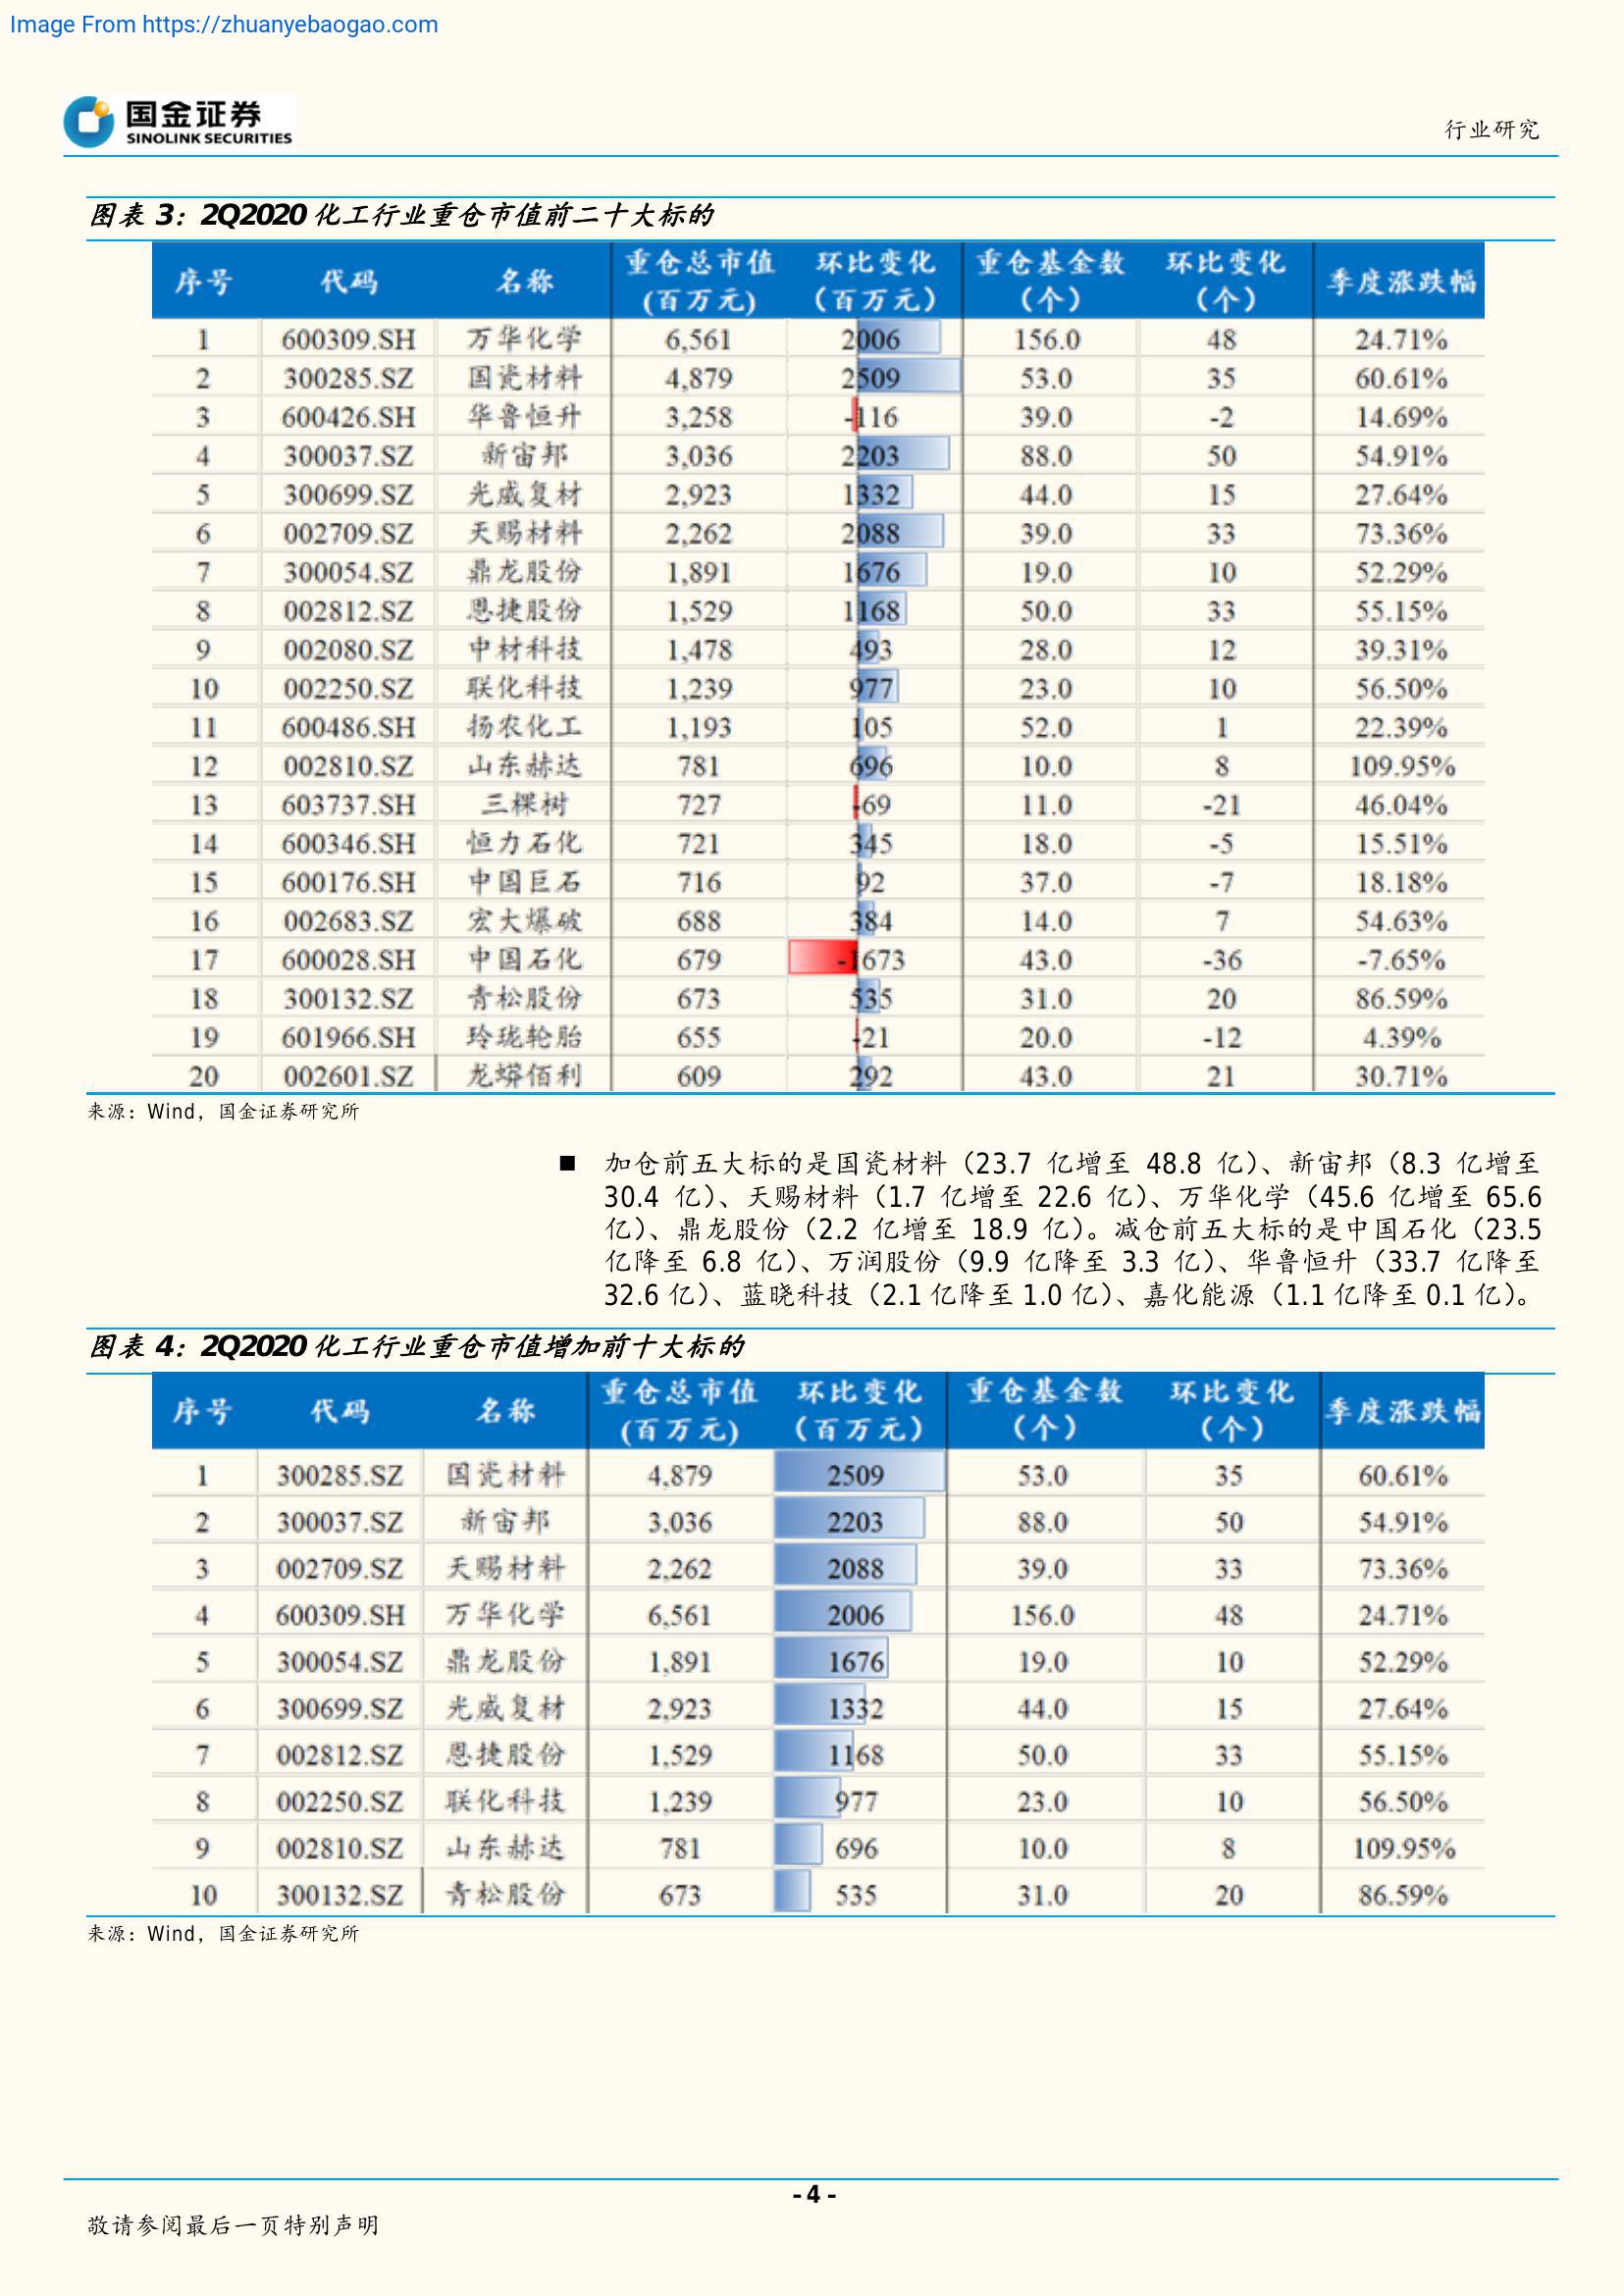 Image From https://zhuanyebaogao.com
国金证券
SINOLINK SECURITIES
行业研究
图表 3：2Q2020 化工行业重仓市值前二十大标的
序号 代码 名称 重仓总市值(百万元) 环比变化（百万元） 重仓基金数（个） 环比变化（个） 季度涨跌幅
1 600309.SH 万华化学 6,561 2006 156.0 48 24.71%
2 300285.SZ 国瓷材料 4,879 2509 53.0 35 60.61%
3 600426.SH 华鲁恒升 3,258 -116 39.0 -2 14.69%
4 300037.SZ 新宙邦 3,036 2203 88.0 50 54.91%
5 300699.SZ 光威复材 2,923 1332 44.0 15 27.64%
6 002709.SZ 天赐材料 2,262 2088 39.0 33 73.36%
7 300054.SZ 鼎龙股份 1,891 1676 19.0 10 52.29%
8 002812.SZ 恩捷股份 1,529 1168 50.0 33 55.15%
9 002080.SZ 中材科技 1,478 493 28.0 12 39.31%
10 002250.SZ 联化科技 1,239 977 23.0 10 56.50%
11 600486.SH 扬农化工 1,193 105 52.0 1 22.39%
12 002810.SZ 山东赫达 781 696 10.0 8 109.95%
13 603737.SH 三棵树 727 -69 11.0 -21 46.04%
14 600346.SH 恒力石化 721 345 18.0 -5 15.51%
15 600176.SH 中国巨石 716 92 37.0 -7 18.18%
16 002683.SZ 宏大爆破 688 384 14.0 7 54.63%
17 600028.SH 中国石化 679 -1673 43.0 -36 -7.65%
18 300132.SZ 青松股份 673 535 31.0 20 86.59%
19 601966.SH 玲珑轮胎 655 -21 20.0 -12 4.39%
20 002601.SZ 龙蟒佰利 609 292 43.0 21 30.71%
来源：Wind，国金证券研究所
■ 加仓前五大标的是国瓷材料（23.7 亿增至 48.8 亿）、新宙邦（8.3 亿增至
30.4 亿）、天赐材料（1.7 亿增至 22.6 亿）、万华化学（45.6 亿增至 65.6
亿）、鼎龙股份（2.2 亿增至 18.9 亿）。减仓前五大标的是中国石化（23.5
亿降至 6.8 亿）、万润股份（9.9 亿降至 3.3 亿）、华鲁恒升（33.7 亿降至
32.6 亿）、蓝晓科技（2.1 亿降至 1.0 亿）、嘉化能源（1.1 亿降至 0.1 亿）。
图表 4：2Q2020 化工行业重仓市值增加前十大标的
序号 代码 名称 重仓总市值(百万元) 环比变化（百万元） 重仓基金数（个） 环比变化（个） 季度涨跌幅
1 300285.SZ 国瓷材料 4,879 2509 53.0 35 60.61%
2 300037.SZ 新宙邦 3,036 2203 88.0 50 54.91%
3 002709.SZ 天赐材料 2,262 2088 39.0 33 73.36%
4 600309.SH 万华化学 6,561 2006 156.0 48 24.71%
5 300054.SZ 鼎龙股份 1,891 1676 19.0 10 52.29%
6 300699.SZ 光威复材 2,923 1332 44.0 15 27.64%
7 002812.SZ 恩捷股份 1,529 1168 50.0 33 55.15%
8 002250.SZ 联化科技 1,239 977 23.0 10 56.50%
9 002810.SZ 山东赫达 781 696 10.0 8 109.95%
10 300132.SZ 青松股份 673 535 31.0 20 86.59%
来源：Wind，国金证券研究所
- 4 -
敬请参阅最后一页特别声明